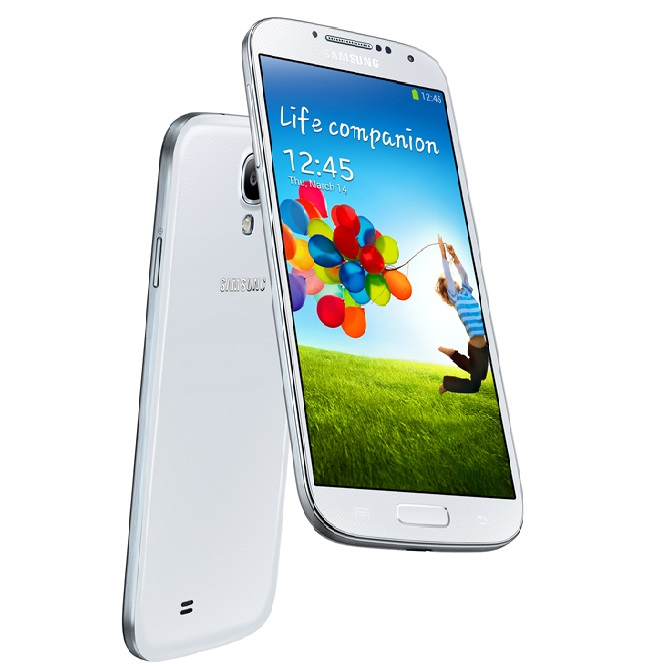 SAMSUNG
12:45
Life companion
12:45
Thu, March 14
SAMSUNG